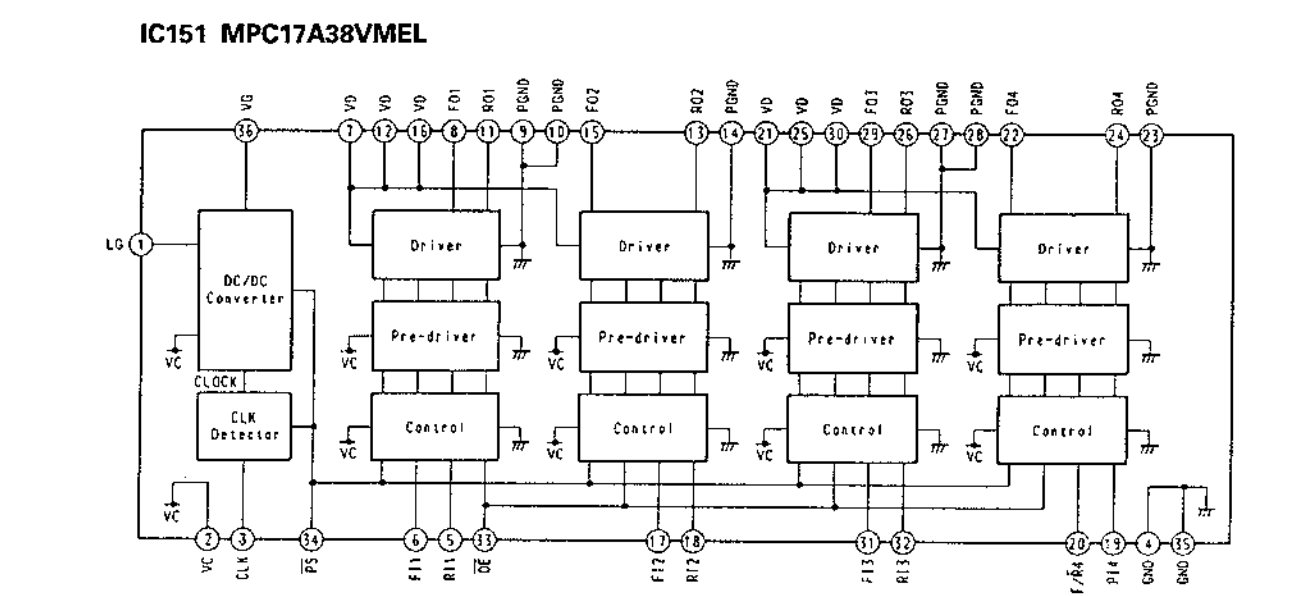 IC151 MPC17A38VMEL
VG VD VD VD FO1 RO1 PGND PGND FO2 RO2 PGND VD VD VD FO3 RO3 PGND PGND FO4 RO4 PGND
36 7 12 16 8 11 9 10 15 13 14 21 25 30 29 26 27 28 22 24 23
LG 1
DC/DC
Converter
Driver Driver Driver Driver
Pre-driver Pre-driver Pre-driver Pre-driver
VC VC VC VC VC
CLOCK
CLK
Detector
Control Control Control Control
VC VC VC VC
VC
2 3 34 6 5 33 17 18 31 32 20 19 4 35
VC CLK PS FI1 RI1 OE FI2 RI2 FI3 RI3 F/R4 PI4 GND GND